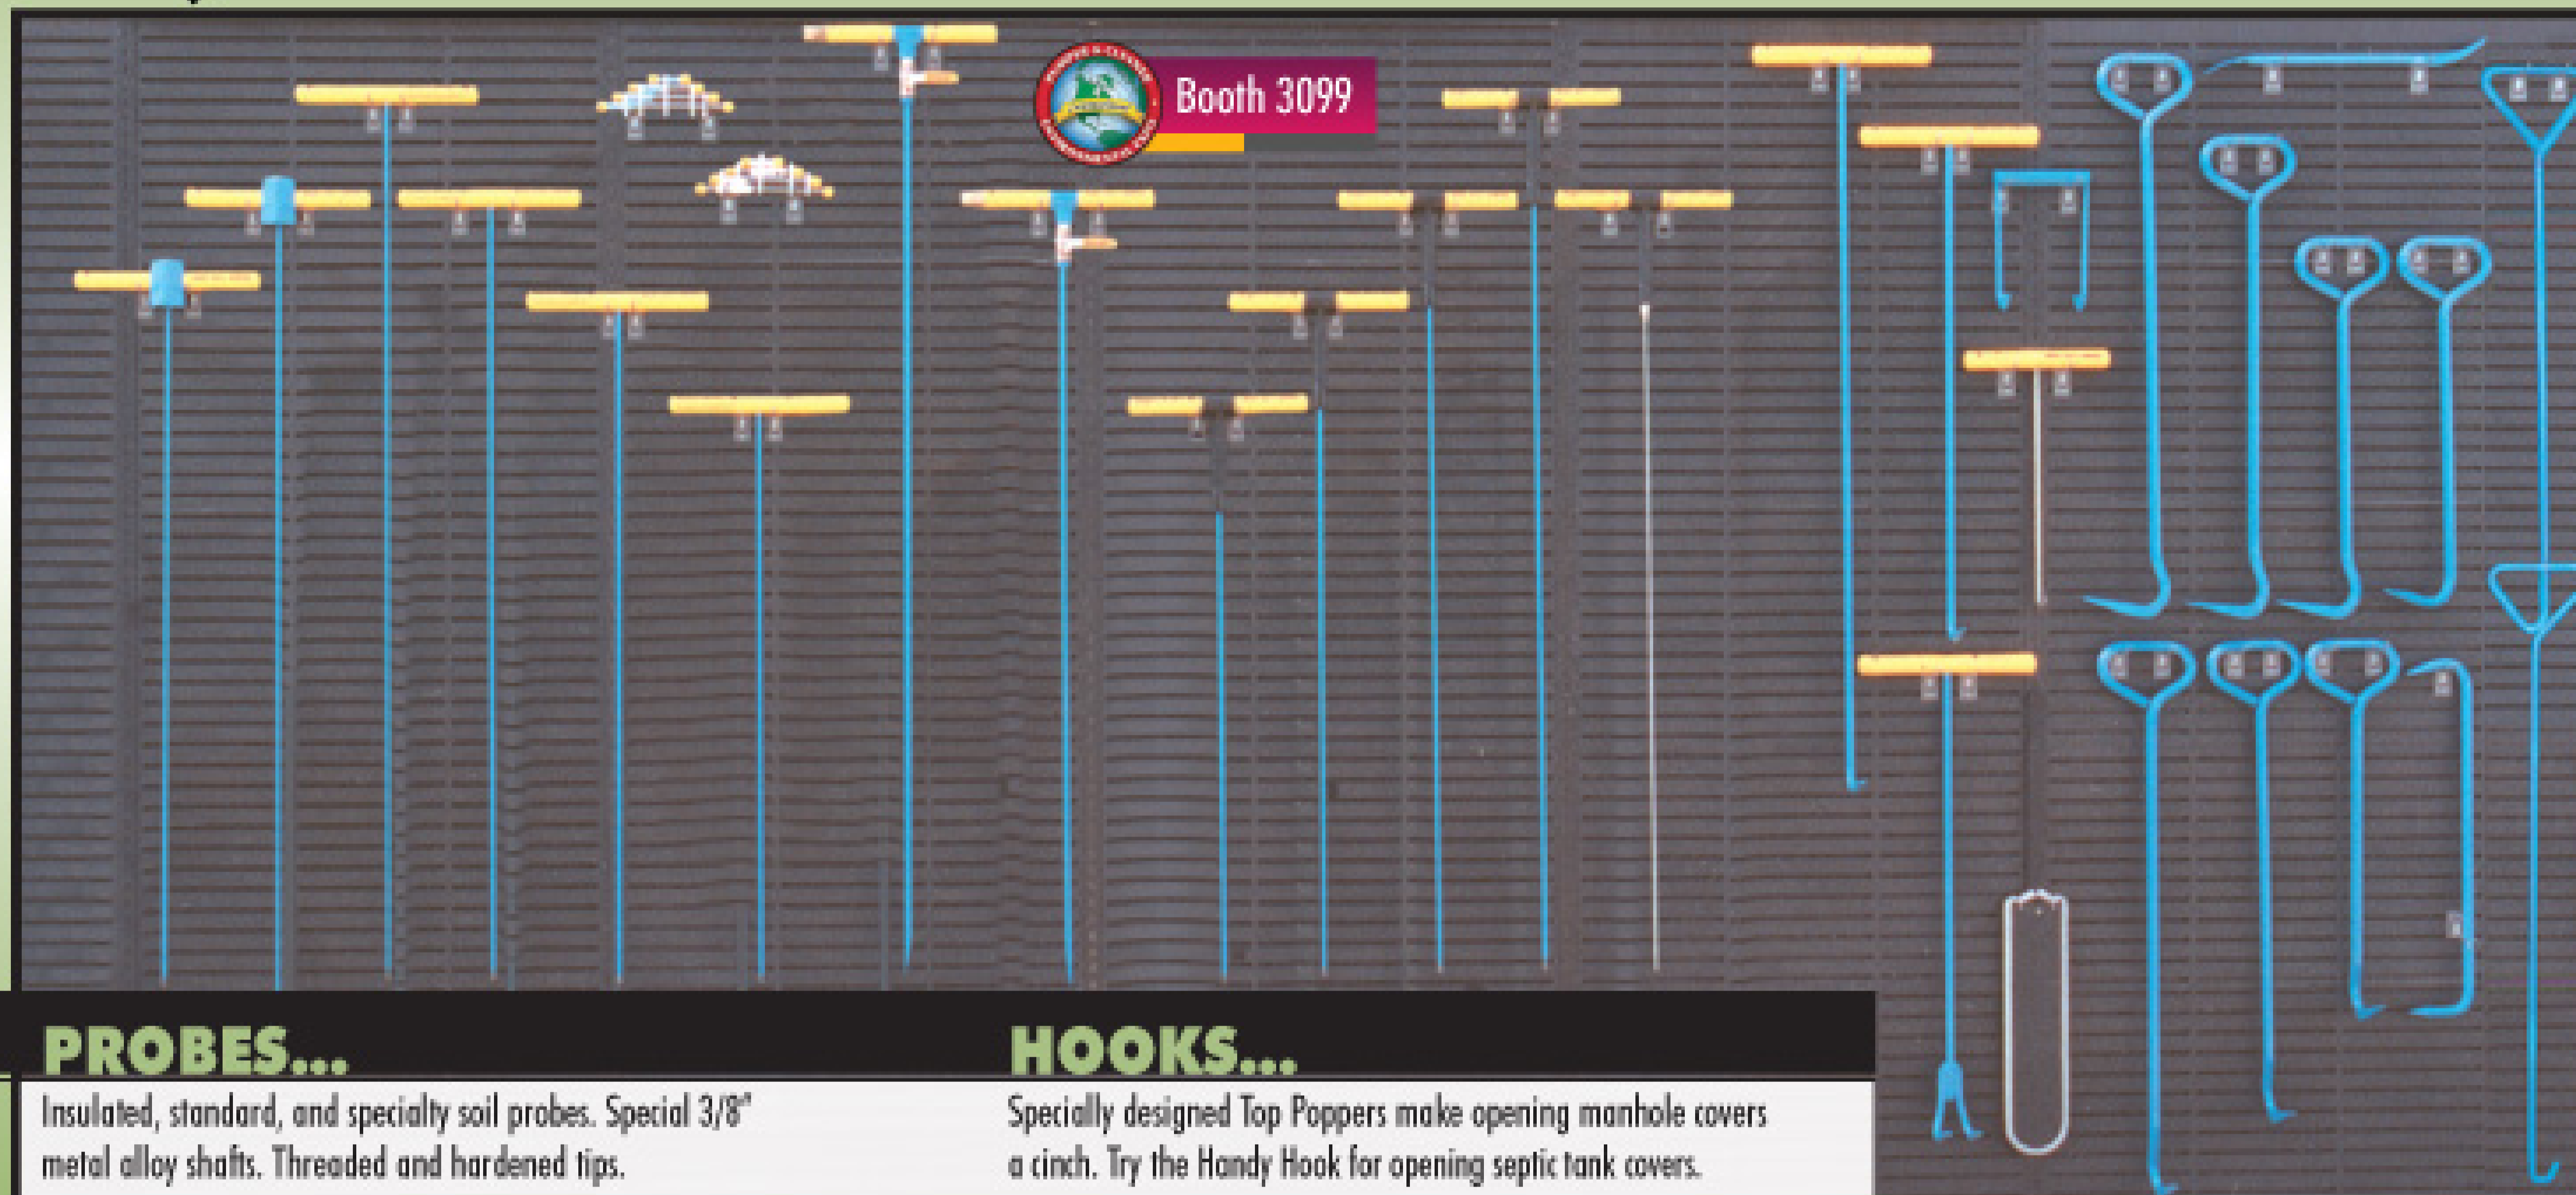 Booth 3099
PROBES...
Insulated, standard, and specialty soil probes. Special 3/8"
metal alloy shafts. Threaded and hardened tips.
HOOKS...
Specially designed Top Poppers make opening manhole covers
a cinch. Try the Handy Hook for opening septic tank covers.